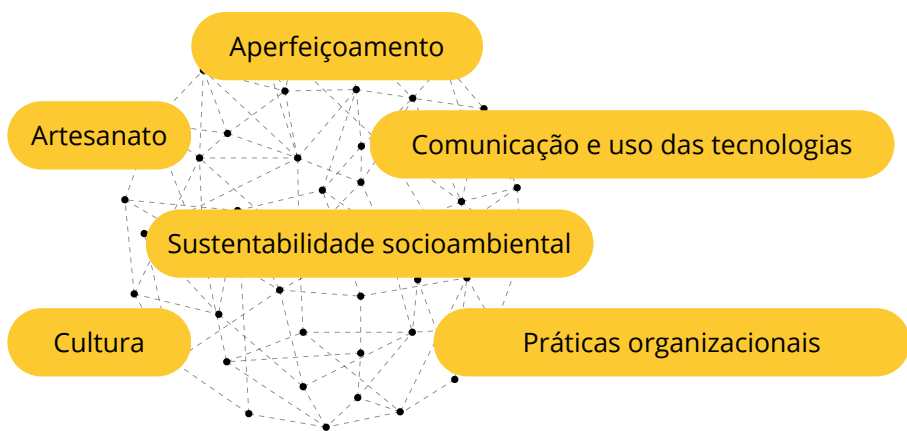 Aperfeiçoamento
Artesanato
Comunicação e uso das tecnologias
Sustentabilidade socioambiental
Cultura
Práticas organizacionais